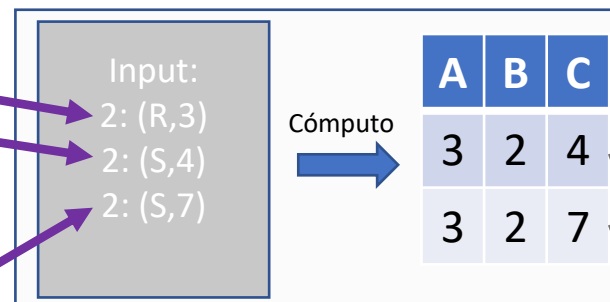 Input:
2: (R,3)
2: (S,4)
2: (S,7)
Cómputo
A B C
3 2 4
3 2 7